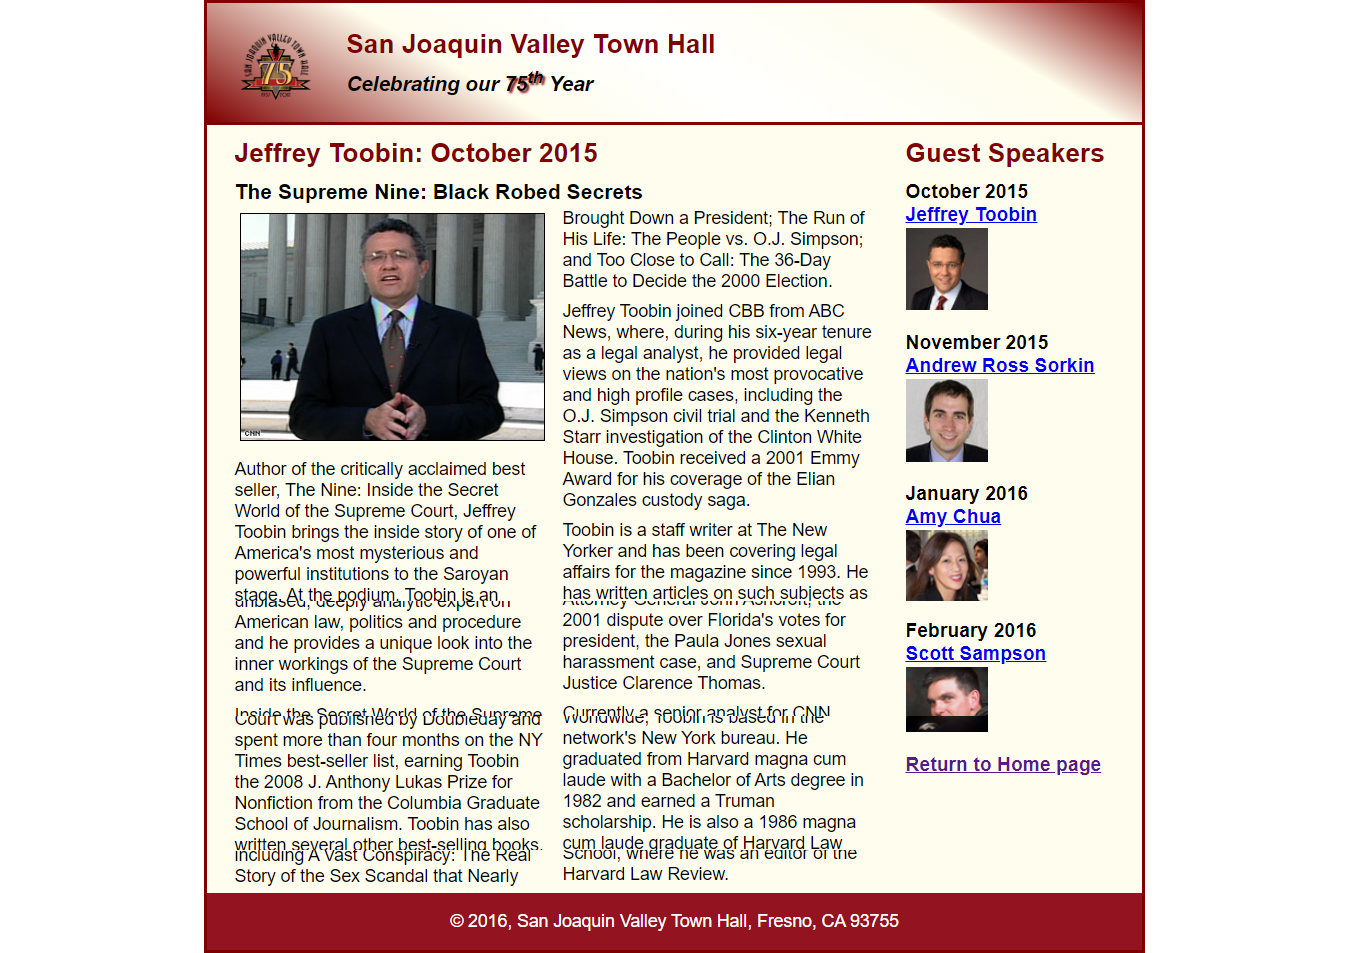 SAN JOAQUIN VALLEY TOWN HALL
75
San Joaquin Valley Town Hall
Celebrating our 75th Year
Jeffrey Toobin: October 2015
The Supreme Nine: Black Robed Secrets
CNN
Author of the critically acclaimed best
seller, The Nine: Inside the Secret
World of the Supreme Court, Jeffrey
Toobin brings the inside story of one of
America's most mysterious and
powerful institutions to the Saroyan
stage. At the podium, Toobin is an
unbiased, deeply analytic expert on
American law, politics and procedure
and he provides a unique look into the
inner workings of the Supreme Court
and its influence.
Inside the Secret World of the Supreme
Court was published by Doubleday and
spent more than four months on the NY
Times best-seller list, earning Toobin
the 2008 J. Anthony Lukas Prize for
Nonfiction from the Columbia Graduate
School of Journalism. Toobin has also
written several other best-selling books,
including A Vast Conspiracy: The Real
Story of the Sex Scandal that Nearly
Brought Down a President; The Run of
His Life: The People vs. O.J. Simpson;
and Too Close to Call: The 36-Day
Battle to Decide the 2000 Election.
Jeffrey Toobin joined CBB from ABC
News, where, during his six-year tenure
as a legal analyst, he provided legal
views on the nation's most provocative
and high profile cases, including the
O.J. Simpson civil trial and the Kenneth
Starr investigation of the Clinton White
House. Toobin received a 2001 Emmy
Award for his coverage of the Elian
Gonzales custody saga.
Toobin is a staff writer at The New
Yorker and has been covering legal
affairs for the magazine since 1993. He
has written articles on such subjects as
Attorney General John Ashcroft, the
2001 dispute over Florida's votes for
president, the Paula Jones sexual
harassment case, and Supreme Court
Justice Clarence Thomas.
Currently a senior analyst for CNN
Worldwide, Toobin is based in the
network's New York bureau. He
graduated from Harvard magna cum
laude with a Bachelor of Arts degree in
1982 and earned a Truman
scholarship. He is also a 1986 magna
cum laude graduate of Harvard Law
School, where he was an editor of the
Harvard Law Review.
Guest Speakers
October 2015
Jeffrey Toobin
November 2015
Andrew Ross Sorkin
January 2016
Amy Chua
February 2016
Scott Sampson
Return to Home page
© 2016, San Joaquin Valley Town Hall, Fresno, CA 93755